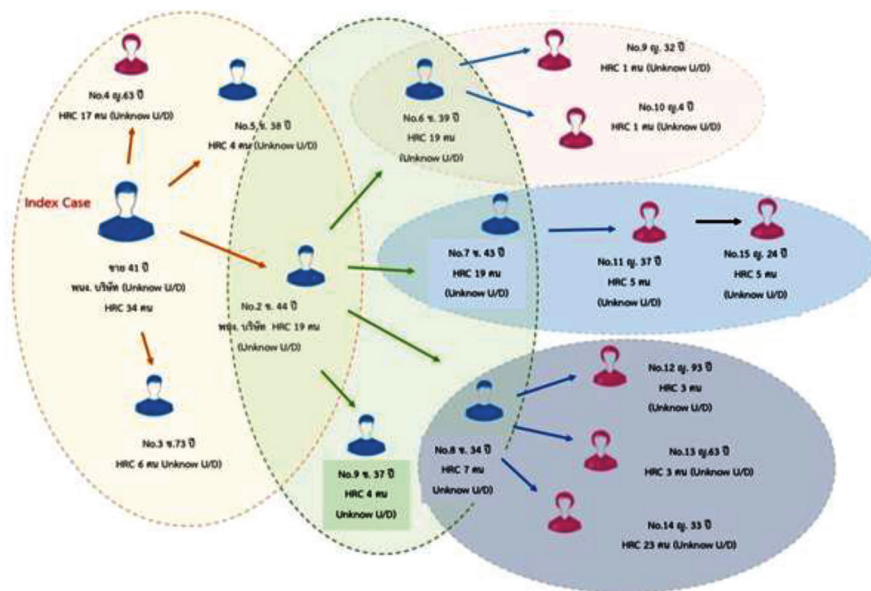 No.4 ญ.63 ปี
HRC 17 คน (Unknow U/D)
No.5 ช. 38 ปี
HRC 4 คน (Unknow U/D)
Index Case
ชาย 41 ปี
พนง. บริษัท (Unknow U/D)
HRC 34 คน
No.3 ช.73 ปี
HRC 6 คน Unknow U/D)
No.2 ช. 44 ปี
พนง. บริษัท HRC 19 คน
(Unknow U/D)
No.9 ช. 37 ปี
HRC 4 คน
Unknow U/D)
No.6 ช. 39 ปี
HRC 19 คน
(Unknow U/D)
No.9 ญ. 32 ปี
HRC 1 คน (Unknow U/D)
No.10 ญ.4 ปี
HRC 1 คน (Unknow U/D)
No.7 ช. 43 ปี
HRC 19 คน
(Unknow U/D)
No.11 ญ. 37 ปี
HRC 5 คน
(Unknow U/D)
No.15 ญ. 24 ปี
HRC 5 คน
(Unknow U/D)
No.8 ช. 34 ปี
HRC 7 คน
Unknow U/D)
No.12 ญ. 93 ปี
HRC 3 คน
(Unknow U/D)
No.13 ญ.63 ปี
HRC 3 คน (Unknow U/D)
No.14 ญ. 33 ปี
HRC 23 คน (Unknow U/D)